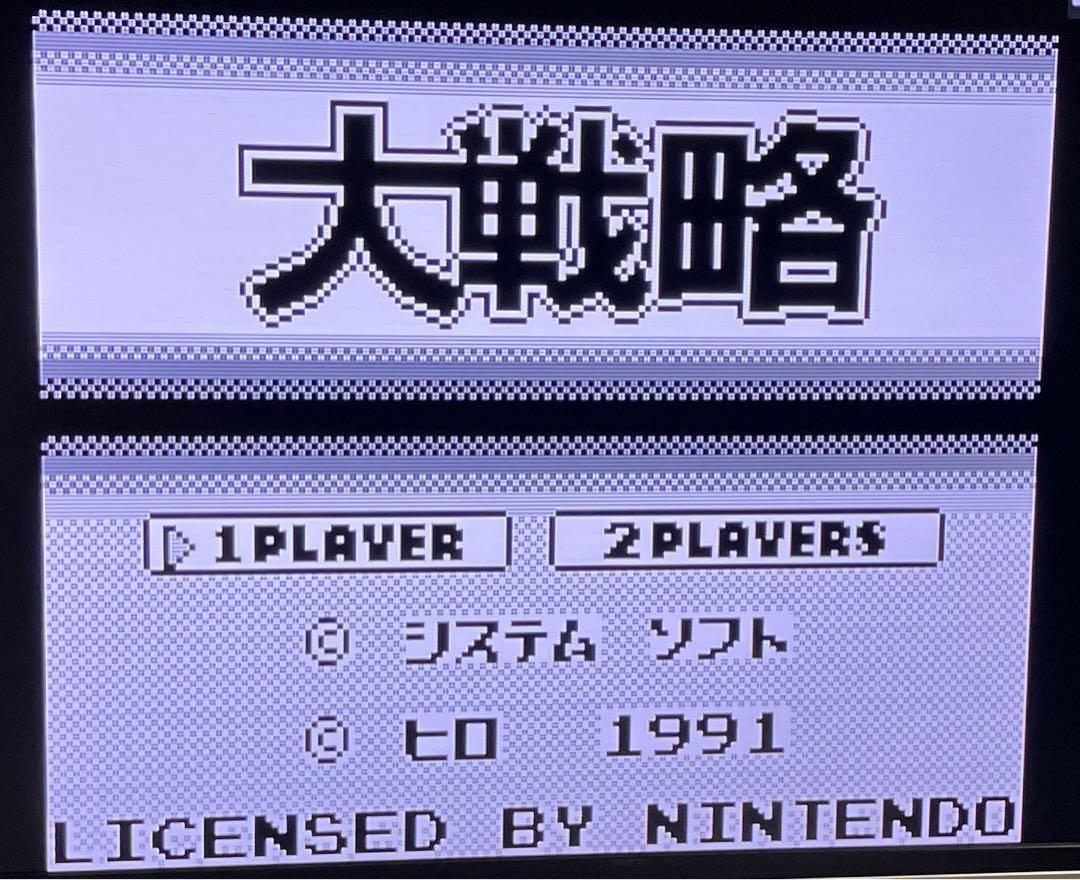 大戦略
1PLAYER 2PLAYERS
© システム ソフト
© ヒロ 1991
LICENSED BY NINTENDO